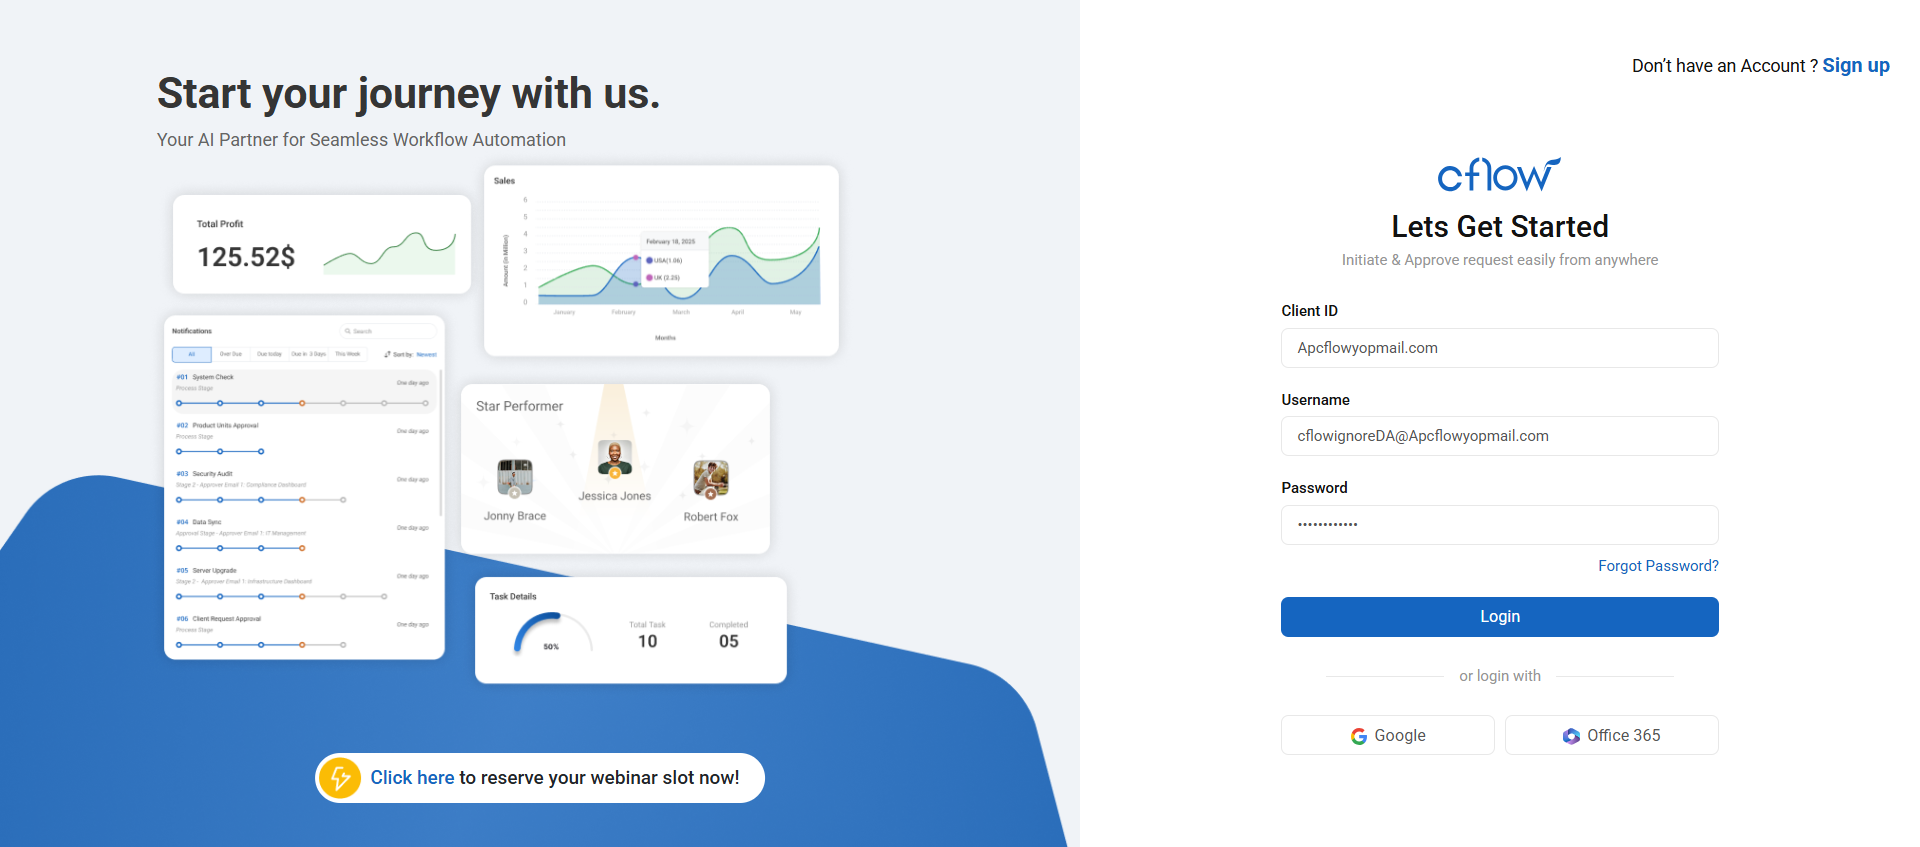 Start your journey with us.
Your AI Partner for Seamless Workflow Automation
Total Profit
125.52$
Sales
6
5
4
3
2
1
0
Amount (in Million)
February 18, 2025
USA(1.06)
UK (2.25)
January February March April May
Months
Notifications
Search
All Over Due Due today Due in 3 Days This Week Sort by: Newest
#01 System Check
One day ago
Process Stage
#02 Product Units Approval
One day ago
Process Stage
#03 Security Audit
One day ago
Stage 2 - Approver Email 1: Compliance Dashboard
#04 Data Sync
One day ago
Approval Stage - Approver Email 1: IT Management
#05 Server Upgrade
One day ago
Stage 2 - Approver Email 1: Infrastructure Dashboard
#06 Client Request Approval
One day ago
Process Stage
Star Performer
Jessica Jones
Jonny Brace
Robert Fox
Task Details
50%
Total Task
10
Completed
05
Click here to reserve your webinar slot now!
Don’t have an Account ? Sign up
cflow
Lets Get Started
Initiate & Approve request easily from anywhere
Client ID
Apcflowyopmail.com
Username
cflowignoreDA@Apcflowyopmail.com
Password
••••••••••••
Forgot Password?
Login
or login with
Google
Office 365